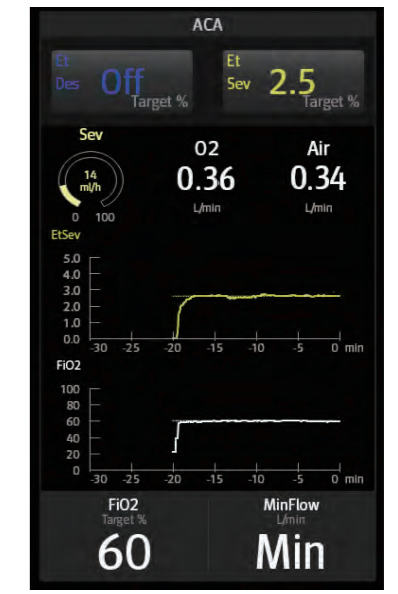 ACA
Et
Des
Off
Target %
Et
Sev
2.5
Target %
Sev
14
ml/h
0 100
O2
0.36
L/min
Air
0.34
L/min
EtSev
5.0
4.0
3.0
2.0
1.0
0.0
-30 -25 -20 -15 -10 -5 0 min
FiO2
100
80
60
40
20
0
-30 -25 -20 -15 -10 -5 0 min
FiO2
Target %
60
MinFlow
L/min
Min